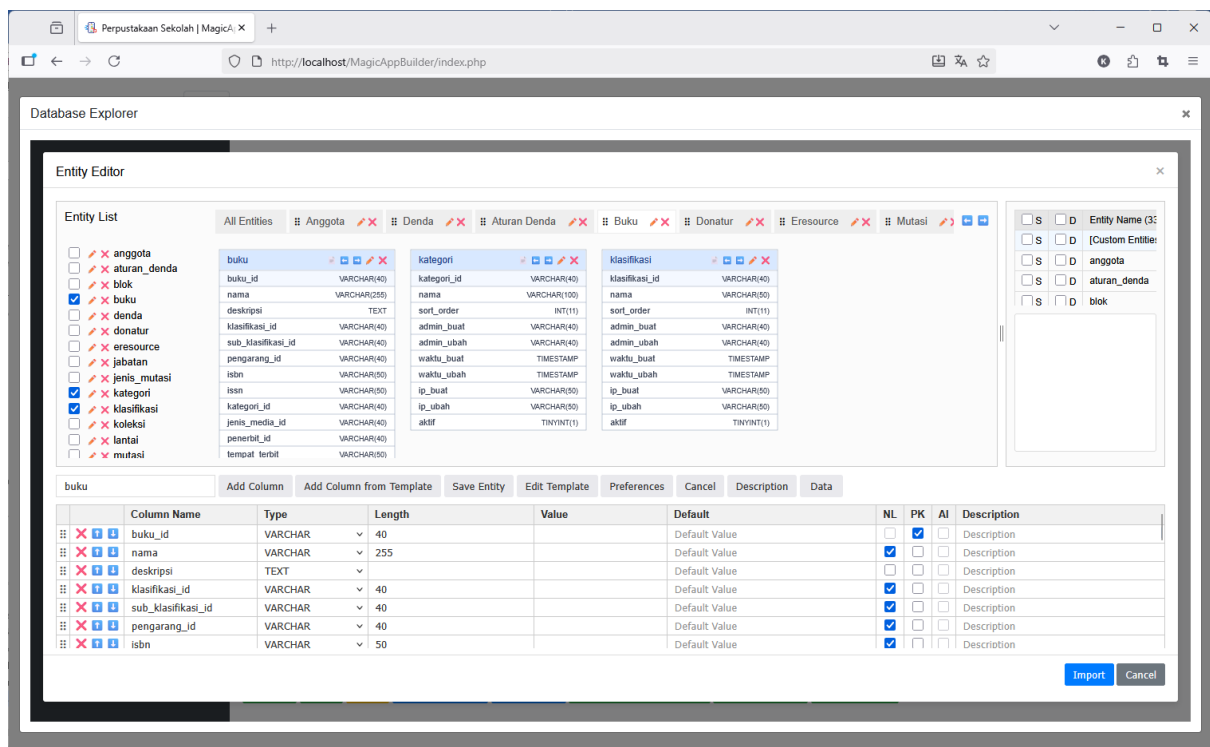 Perpustakaan Sekolah | MagicA
http://localhost/MagicAppBuilder/index.php
Database Explorer
Entity Editor
Entity List
All Entities Anggota Denda Aturan Denda Buku Donatur Eresource Mutasi
anggota
aturan_denda
blok
buku
denda
donatur
eresource
jabatan
jenis_mutasi
kategori
klasifikasi
koleksi
lantai
mutasi
buku
buku_id VARCHAR(40)
nama VARCHAR(255)
deskripsi TEXT
klasifikasi_id VARCHAR(40)
sub_klasifikasi_id VARCHAR(40)
pengarang_id VARCHAR(40)
isbn VARCHAR(50)
issn VARCHAR(50)
kategori_id VARCHAR(40)
jenis_media_id VARCHAR(40)
penerbit_id VARCHAR(40)
tempat_terbit VARCHAR(50)
kategori
kategori_id VARCHAR(40)
nama VARCHAR(100)
sort_order INT(11)
admin_buat VARCHAR(40)
admin_ubah VARCHAR(40)
waktu_buat TIMESTAMP
waktu_ubah TIMESTAMP
ip_buat VARCHAR(50)
ip_ubah VARCHAR(50)
aktif TINYINT(1)
klasifikasi
klasifikasi_id VARCHAR(40)
nama VARCHAR(50)
sort_order INT(11)
admin_buat VARCHAR(40)
admin_ubah VARCHAR(40)
waktu_buat TIMESTAMP
waktu_ubah TIMESTAMP
ip_buat VARCHAR(50)
ip_ubah VARCHAR(50)
aktif TINYINT(1)
S D Entity Name (33
S D [Custom Entities
S D anggota
S D aturan_denda
S D blok
buku Add Column Add Column from Template Save Entity Edit Template Preferences Cancel Description Data
Column Name Type Length Value Default NL PK AI Description
buku_id VARCHAR 40 Default Value Description
nama VARCHAR 255 Default Value Description
deskripsi TEXT Default Value Description
klasifikasi_id VARCHAR 40 Default Value Description
sub_klasifikasi_id VARCHAR 40 Default Value Description
pengarang_id VARCHAR 40 Default Value Description
isbn VARCHAR 50 Default Value Description
Import Cancel